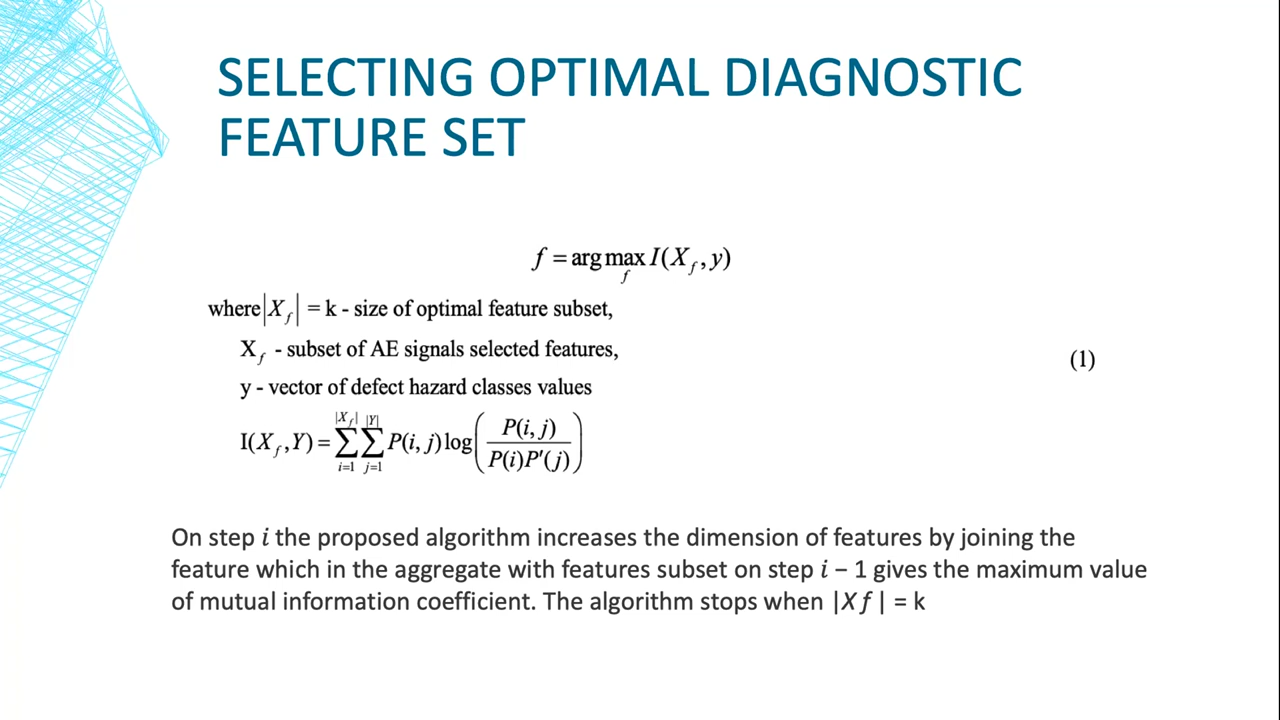 SELECTING OPTIMAL DIAGNOSTIC
FEATURE SET
f = arg max I(X_f, y)
f
where |X_f| = k - size of optimal feature subset,
X_f - subset of AE signals selected features,
(1)
y - vector of defect hazard classes values
I(X_f, Y) = ∑_{i=1}^{|X_f|} ∑_{j=1}^{|Y|} P(i, j) log( P(i, j) / P(i)P'(j) )
On step i the proposed algorithm increases the dimension of features by joining the
feature which in the aggregate with features subset on step i − 1 gives the maximum value
of mutual information coefficient. The algorithm stops when |X f | = k